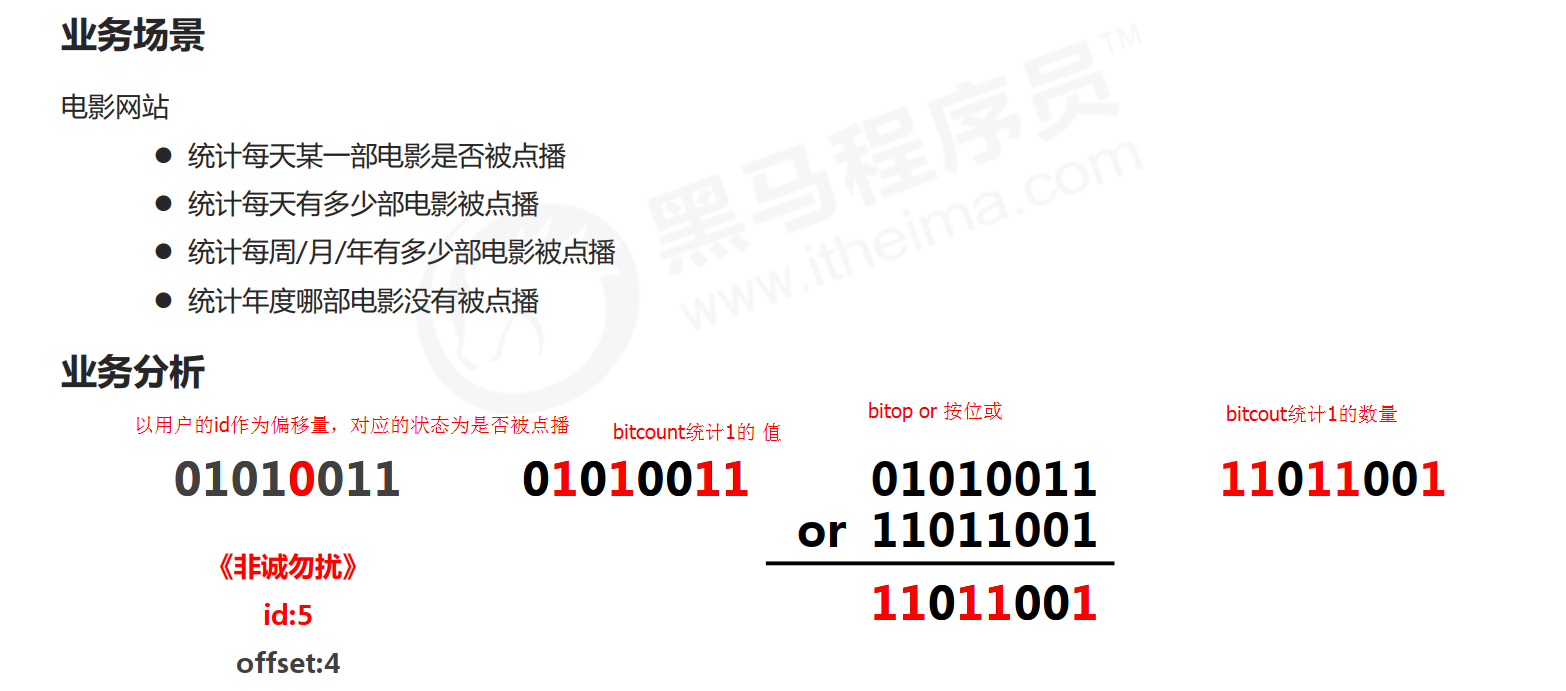 业务场景
电影网站
● 统计每天某一部电影是否被点播
● 统计每天有多少部电影被点播
● 统计每周/月/年有多少部电影被点播
● 统计年度哪部电影没有被点播
业务分析
以用户的id作为偏移量，对应的状态为是否被点播
01010011
《非诚勿扰》
id:5
offset:4
bitcount统计1的 值
01010011
bitop or 按位或
01010011
or 11011001
11011001
bitcout统计1的数量
11011001
黑马程序员™
www.itheima.com